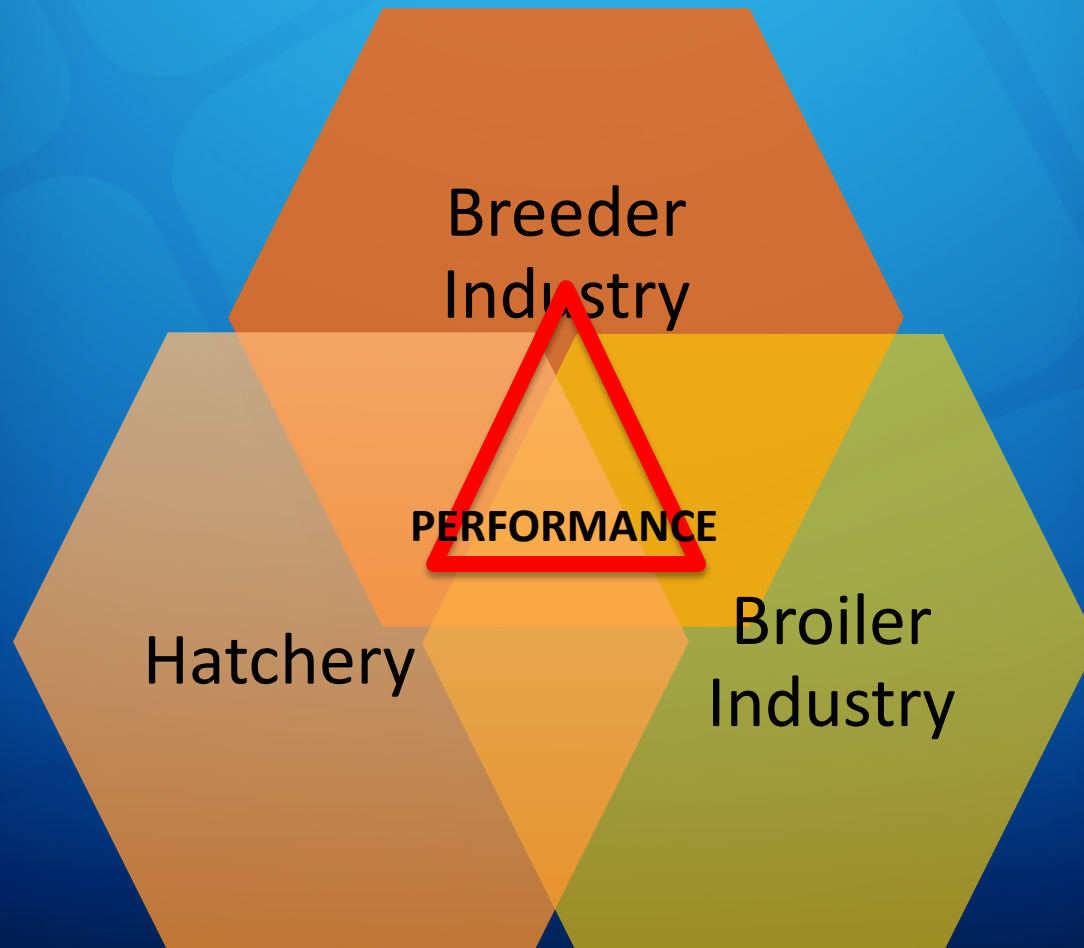 Breeder
Industry
PERFORMANCE
Hatchery
Broiler
Industry